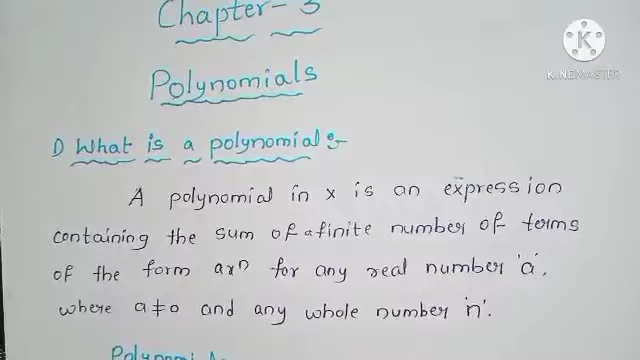 Chapter - 3
KINEMASTER
Polynomials
1) What is a polynomial :-
A polynomial in x is an expression
containing the sum of a finite number of terms
of the form axⁿ for any real number 'a',
where a≠0 and any whole number 'n'.